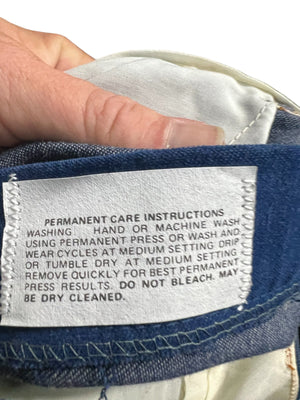 PERMANENT CARE INSTRUCTIONS
WASHING HAND OR MACHINE WASH
USING PERMANENT PRESS OR WASH AND
WEAR CYCLES AT MEDIUM SETTING DRIP
OR TUMBLE DRY AT MEDIUM SETTING
REMOVE QUICKLY FOR BEST PERMANENT
PRESS RESULTS. DO NOT BLEACH. MAY
BE DRY CLEANED.